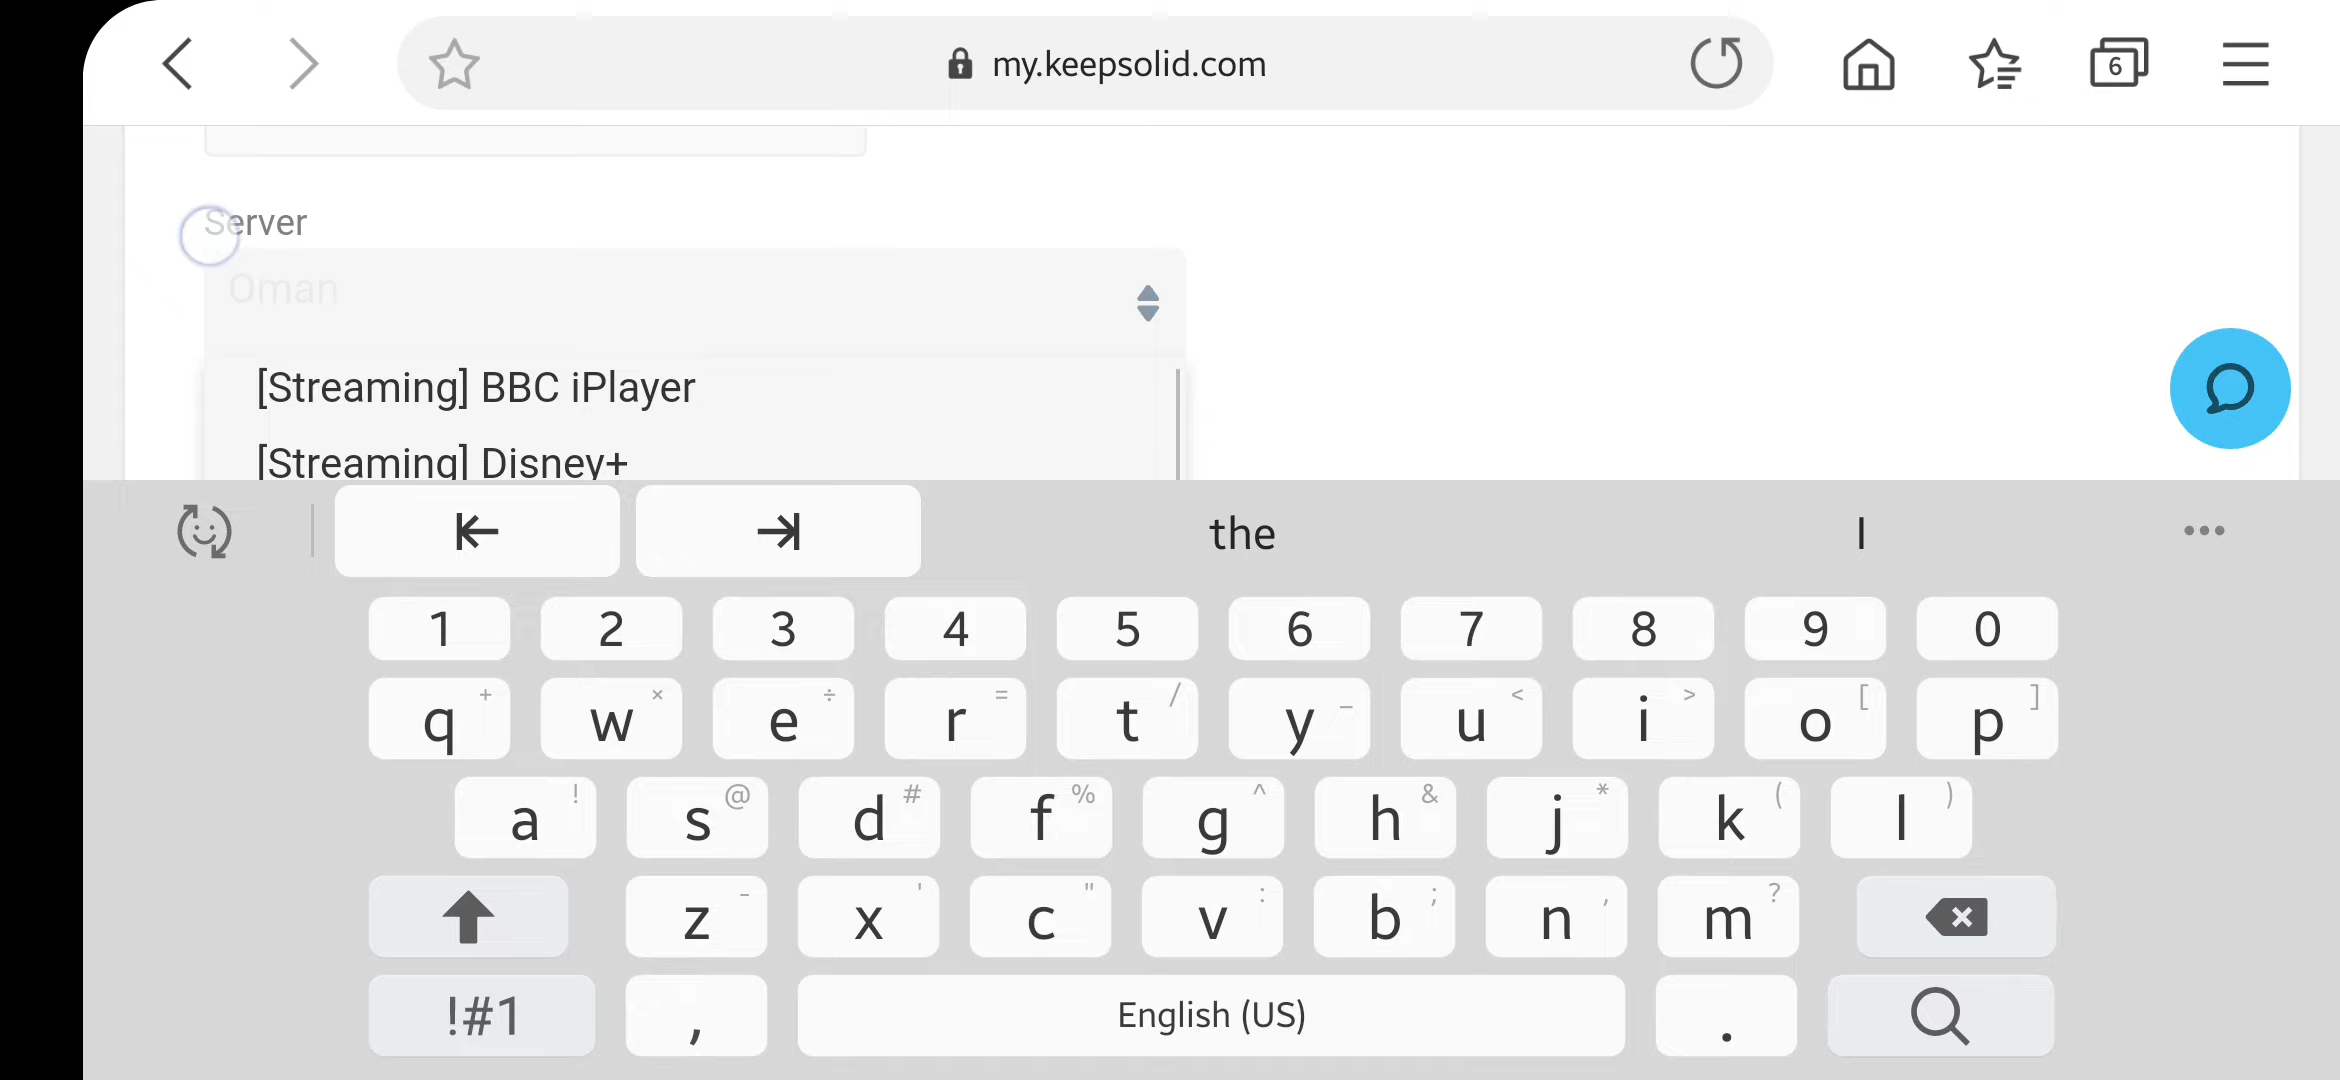 my.keepsolid.com
6
Server
Oman
[Streaming] BBC iPlayer
[Streaming] Disney+
the
I
1 2 3 4 5 6 7 8 9 0
q + w × e ÷ r = t / y _ u < i > o [ p ]
a ! s @ d # f % g ^ h & j * k ( l )
z - x ' c " v : b ; n , m ?
!#1 , English (US) .